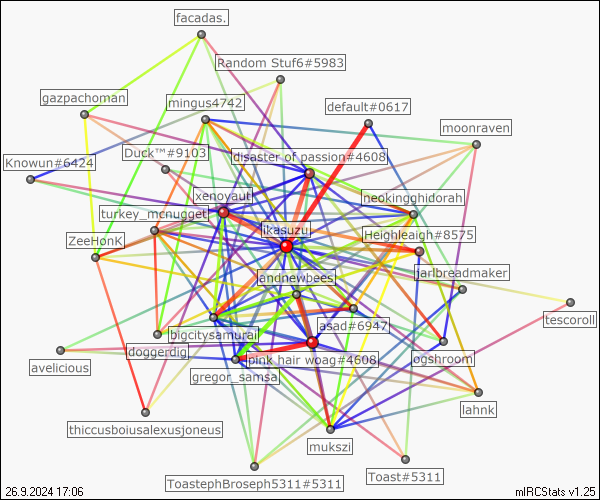 facadas.
Random Stuf6#5983
gazpachoman
mingus4742
default#0617
moonraven
Duck™#9103
disaster of passion#4608
Knowun#6424
xenoyautl
neokingghidorah
turkey_mcnugget
ikasuzu
Heighleaigh#8575
ZeeHonK
jarlbreadmaker
andnewbees
tescoroll
asad#6947
bigcitysamurai
doggerdig
pink hair woag#4608
ogshroom
avelicious
gregor_samsa
lahnk
thiccusboiusalexusjoneus
mukszi
Toast#5311
ToastephBroseph5311#5311
26.9.2024 17:06
mIRCStats v1.25